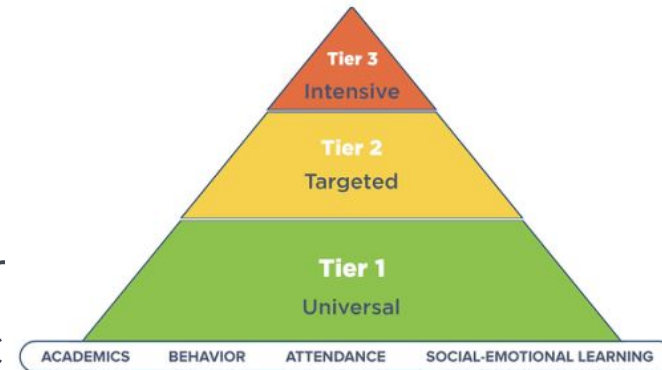 Tier 3
Intensive
Tier 2
Targeted
Tier 1
Universal
ACADEMICS BEHAVIOR ATTENDANCE SOCIAL-EMOTIONAL LEARNING